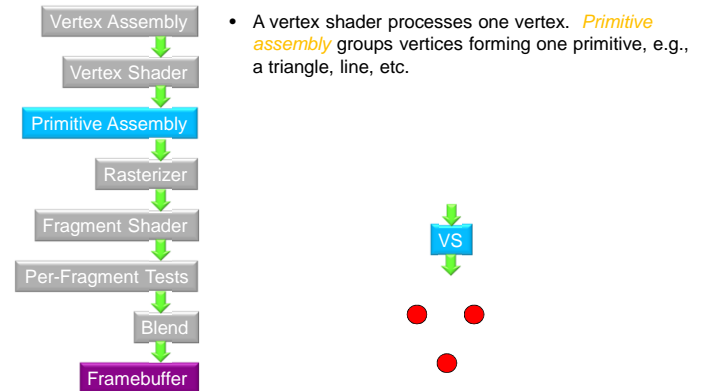 Vertex Assembly
Vertex Shader
Primitive Assembly
Rasterizer
Fragment Shader
Per-Fragment Tests
Blend
Framebuffer
• A vertex shader processes one vertex. Primitive
assembly groups vertices forming one primitive, e.g.,
a triangle, line, etc.
VS